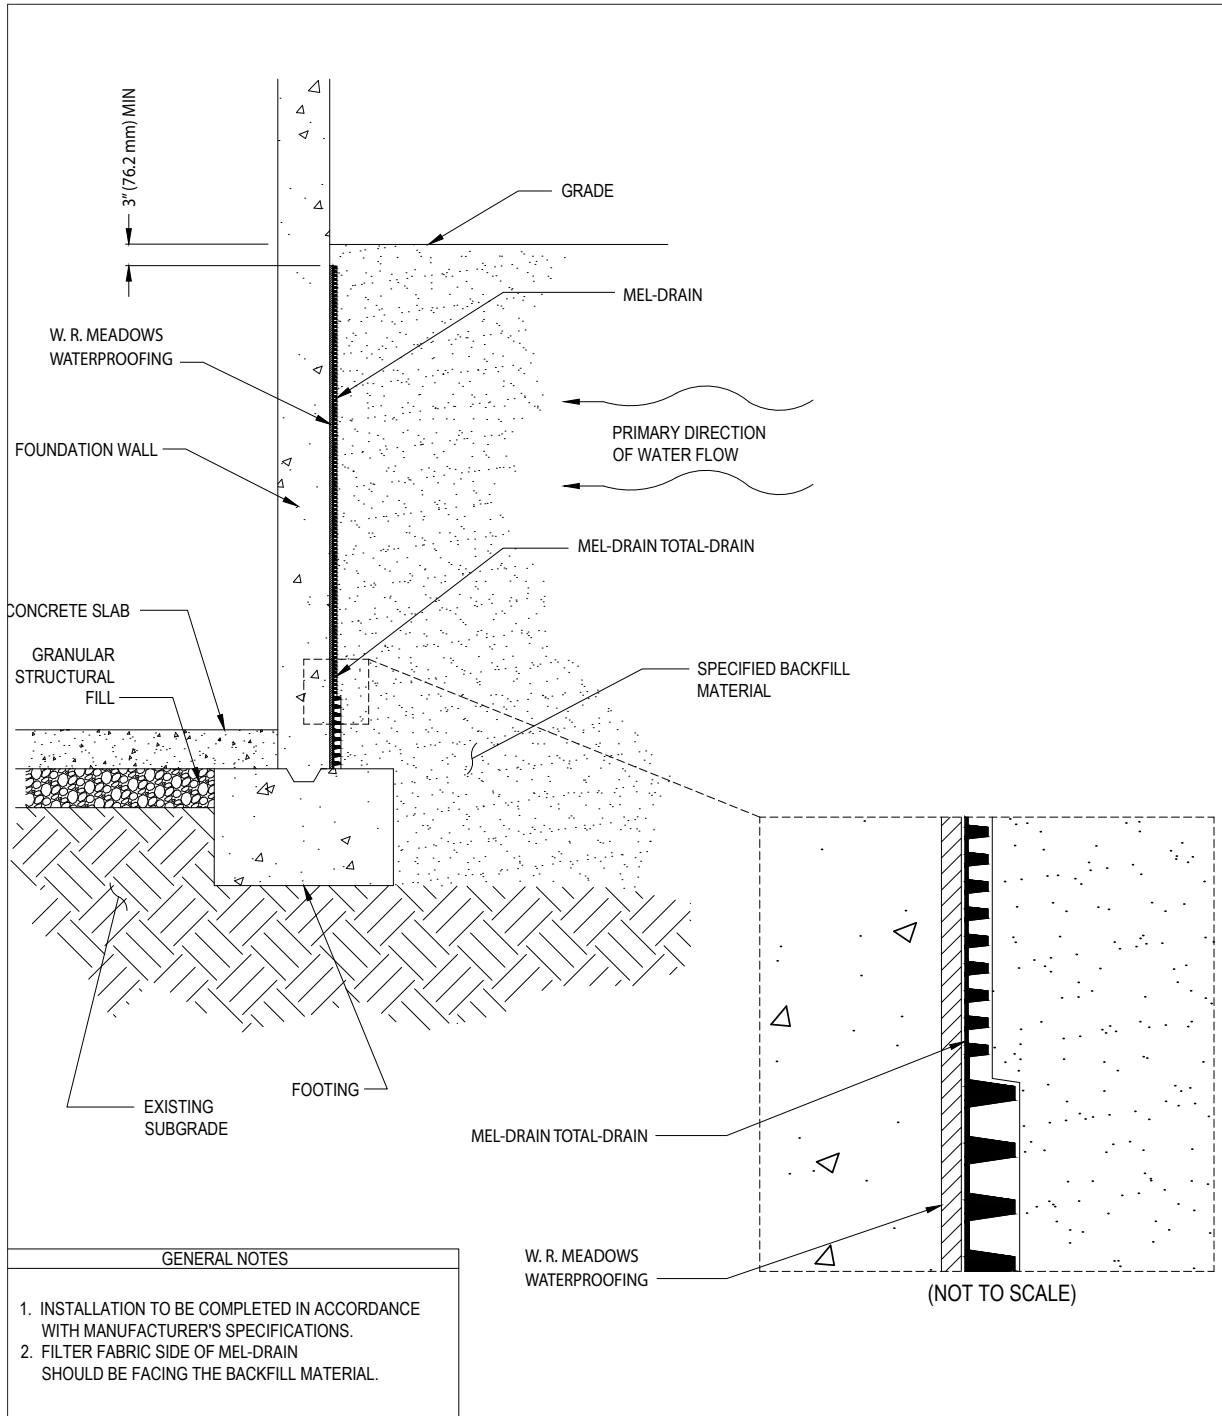 3" (76.2 mm) MIN
GRADE
MEL-DRAIN
W. R. MEADOWS
WATERPROOFING
PRIMARY DIRECTION
OF WATER FLOW
FOUNDATION WALL
MEL-DRAIN TOTAL-DRAIN
CONCRETE SLAB
GRANULAR
STRUCTURAL
FILL
SPECIFIED BACKFILL
MATERIAL
FOOTING
EXISTING
SUBGRADE
MEL-DRAIN TOTAL-DRAIN
W. R. MEADOWS
WATERPROOFING
(NOT TO SCALE)
GENERAL NOTES
1. INSTALLATION TO BE COMPLETED IN ACCORDANCE
WITH MANUFACTURER'S SPECIFICATIONS.
2. FILTER FABRIC SIDE OF MEL-DRAIN
SHOULD BE FACING THE BACKFILL MATERIAL.